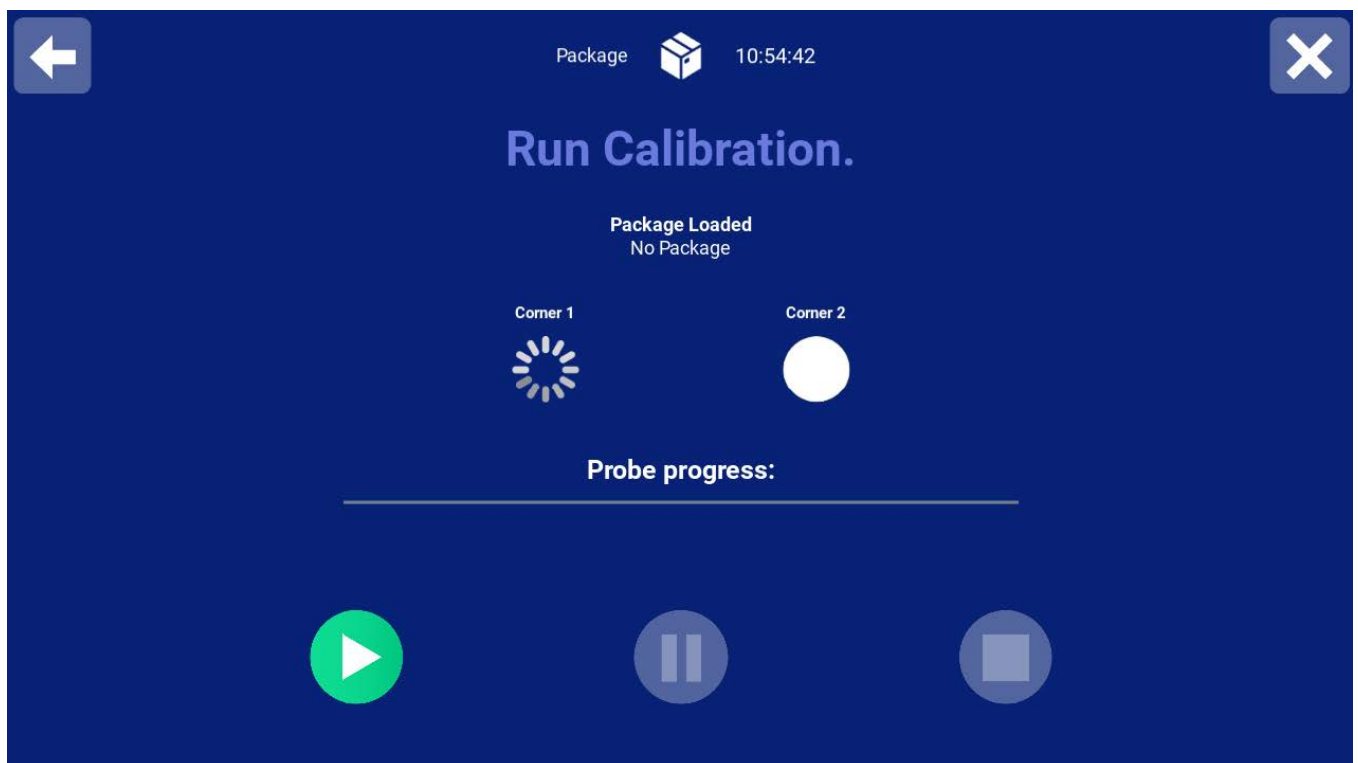 Package 10:54:42
Run Calibration.
Package Loaded
No Package
Corner 1 Corner 2
Probe progress: